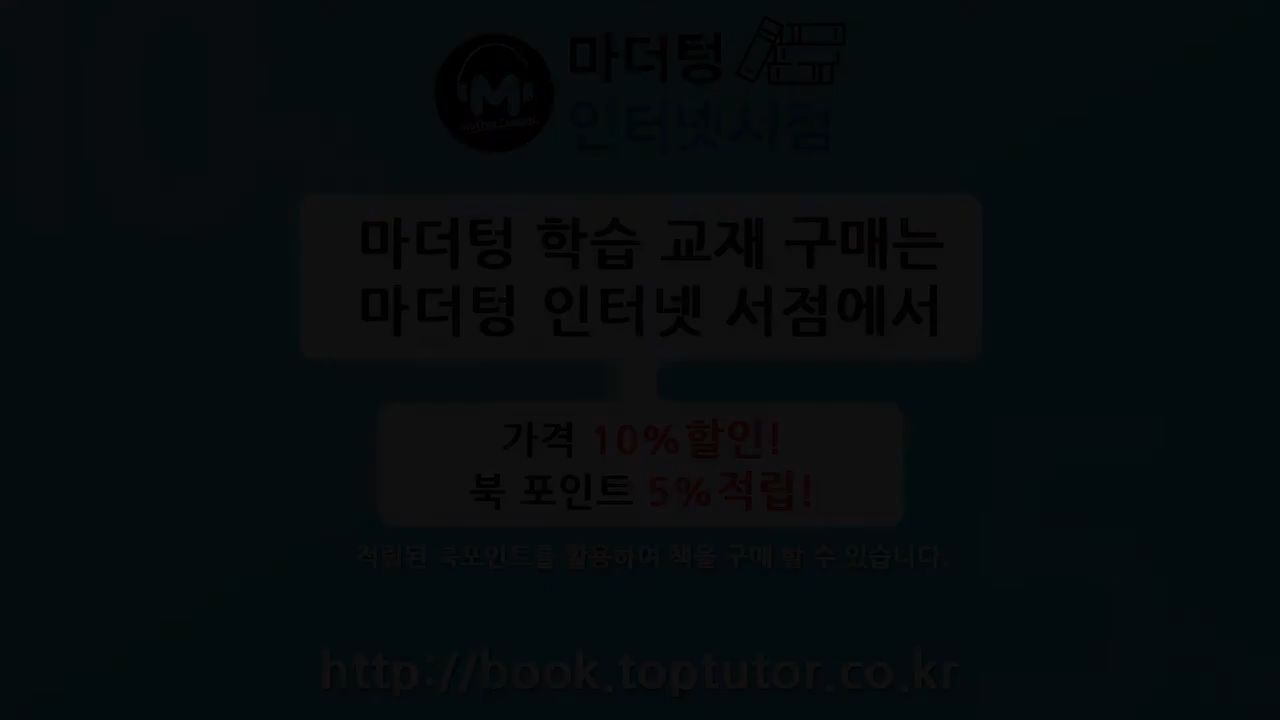 마더텅
인터넷서점
마더텅 학습 교재 구매는
마더텅 인터넷 서점에서
가격 10%할인!
북 포인트 5%적립!
적립된 북포인트를 활용하여 책을 구매 할 수 있습니다.
http://book.toptutor.co.kr